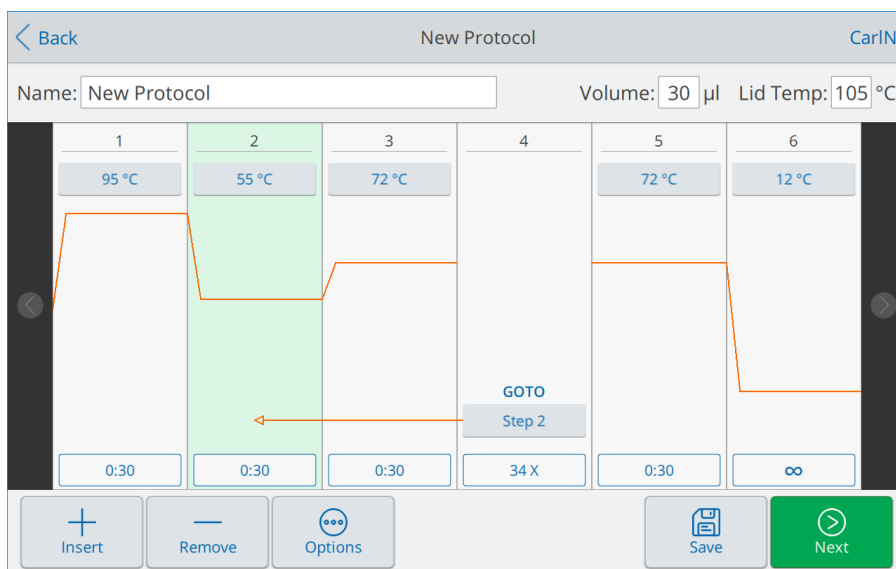 Back New Protocol CarlN
Name: New Protocol Volume: 30 µl Lid Temp: 105 °C
1 2 3 4 5 6
95 °C 55 °C 72 °C 72 °C 12 °C
GOTO
Step 2
0:30 0:30 0:30 34 X 0:30 ∞
Insert Remove Options Save Next